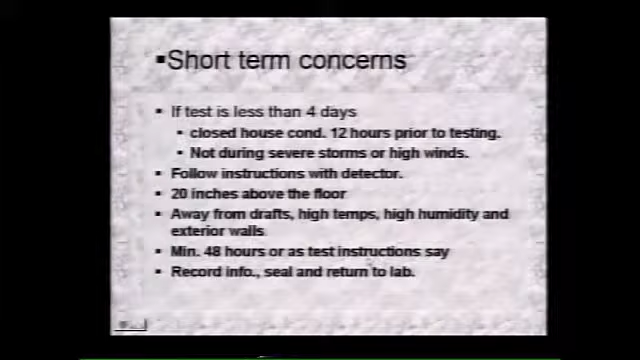 Short term concerns
If test is less than 4 days
closed house cond. 12 hours prior to testing.
Not during severe storms or high winds.
Follow instructions with detector.
20 inches above the floor
Away from drafts, high temps, high humidity and
exterior walls
Min. 48 hours or as test instructions say
Record info., seal and return to lab.